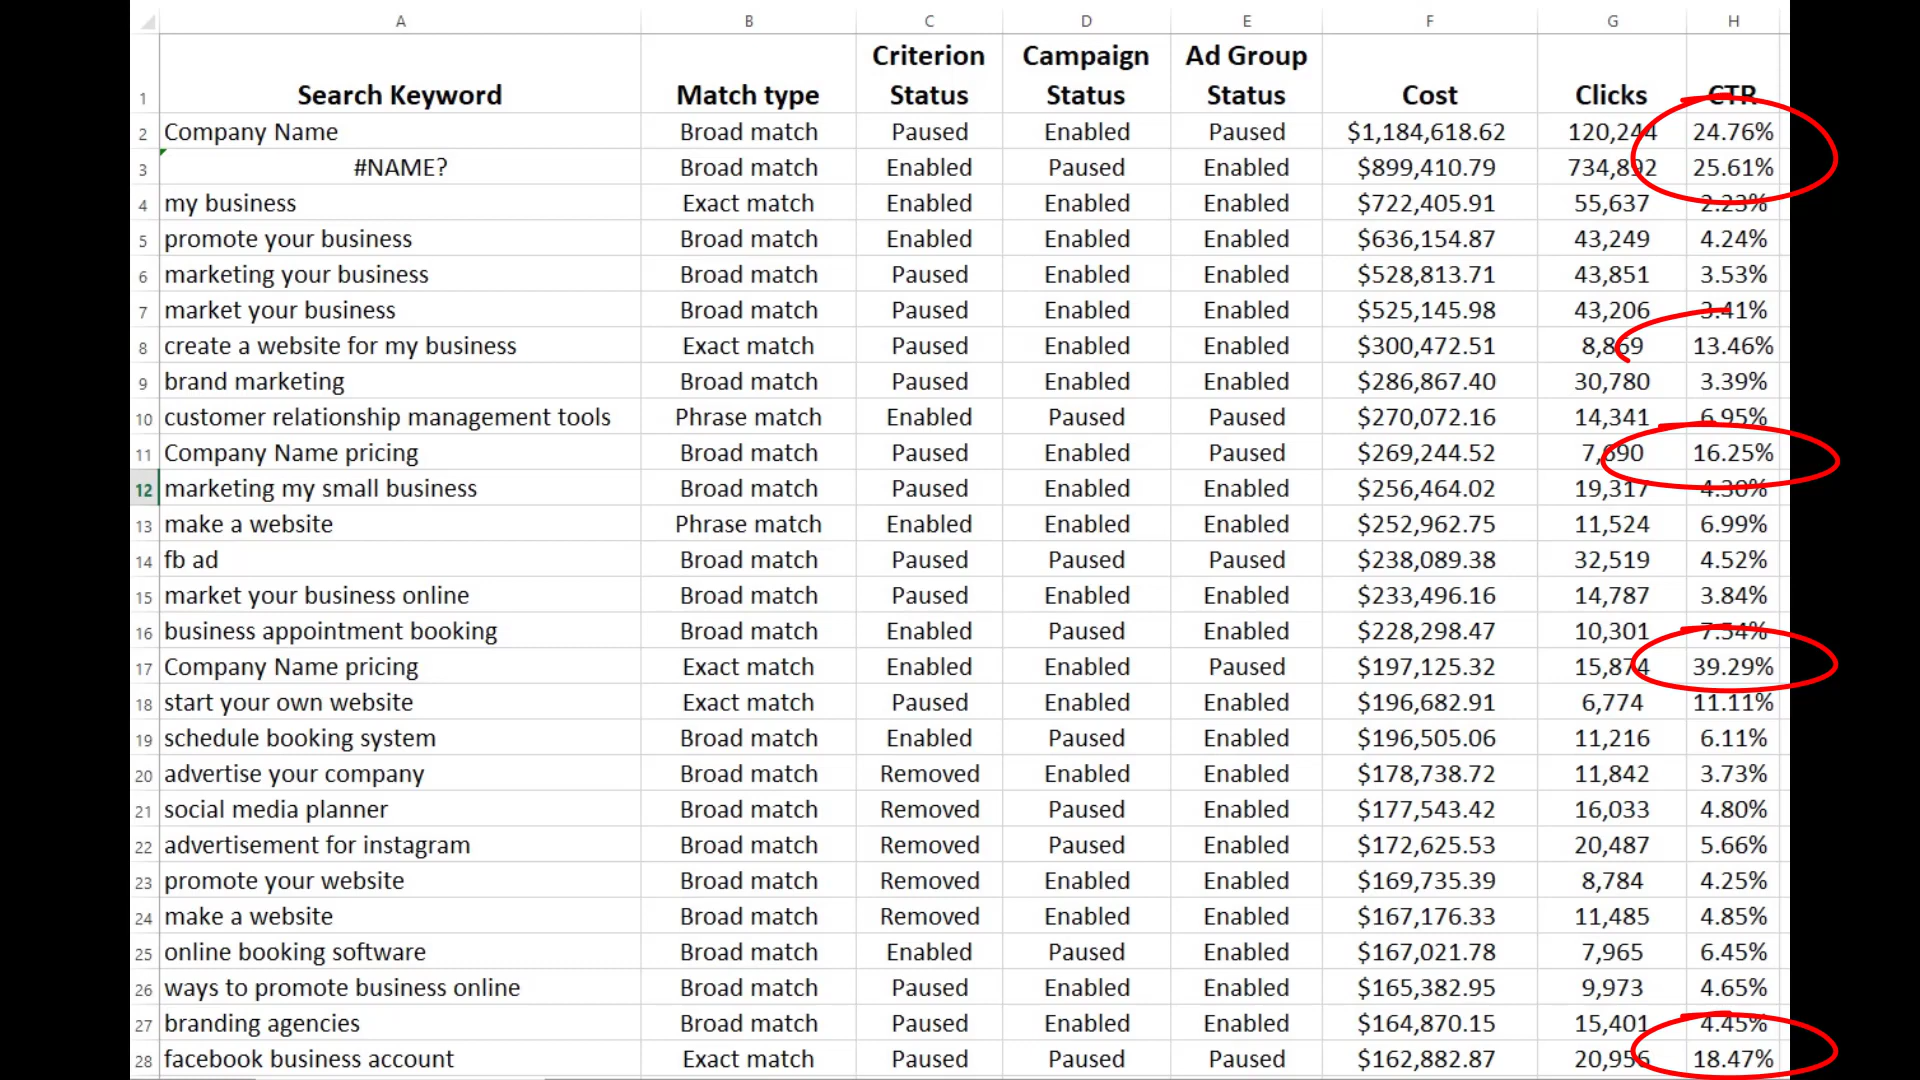 A B C D E F G H
1 Search Keyword Match type Criterion Status Campaign Status Ad Group Status Cost Clicks CTR
2 Company Name Broad match Paused Enabled Paused $1,184,618.62 120,244 24.76%
3 #NAME? Broad match Enabled Paused Enabled $899,410.79 734,892 25.61%
4 my business Exact match Enabled Enabled Enabled $722,405.91 55,637 2.23%
5 promote your business Broad match Enabled Enabled Enabled $636,154.87 43,249 4.24%
6 marketing your business Broad match Paused Enabled Enabled $528,813.71 43,851 3.53%
7 market your business Broad match Paused Enabled Enabled $525,145.98 43,206 3.41%
8 create a website for my business Exact match Paused Enabled Enabled $300,472.51 8,869 13.46%
9 brand marketing Broad match Paused Enabled Enabled $286,867.40 30,780 3.39%
10 customer relationship management tools Phrase match Enabled Paused Paused $270,072.16 14,341 6.95%
11 Company Name pricing Broad match Paused Enabled Paused $269,244.52 7,690 16.25%
12 marketing my small business Broad match Paused Enabled Enabled $256,464.02 19,317 4.30%
13 make a website Phrase match Enabled Enabled Enabled $252,962.75 11,524 6.99%
14 fb ad Broad match Paused Paused Paused $238,089.38 32,519 4.52%
15 market your business online Broad match Paused Enabled Enabled $233,496.16 14,787 3.84%
16 business appointment booking Broad match Enabled Paused Enabled $228,298.47 10,301 7.54%
17 Company Name pricing Exact match Enabled Enabled Paused $197,125.32 15,874 39.29%
18 start your own website Exact match Paused Enabled Enabled $196,682.91 6,774 11.11%
19 schedule booking system Broad match Enabled Paused Enabled $196,505.06 11,216 6.11%
20 advertise your company Broad match Removed Enabled Enabled $178,738.72 11,842 3.73%
21 social media planner Broad match Removed Paused Enabled $177,543.42 16,033 4.80%
22 advertisement for instagram Broad match Removed Paused Enabled $172,625.53 20,487 5.66%
23 promote your website Broad match Removed Enabled Enabled $169,735.39 8,784 4.25%
24 make a website Broad match Removed Enabled Enabled $167,176.33 11,485 4.85%
25 online booking software Broad match Enabled Paused Enabled $167,021.78 7,965 6.45%
26 ways to promote business online Broad match Paused Enabled Enabled $165,382.95 9,973 4.65%
27 branding agencies Broad match Paused Enabled Enabled $164,870.15 15,401 4.45%
28 facebook business account Exact match Paused Paused Paused $162,882.87 20,956 18.47%